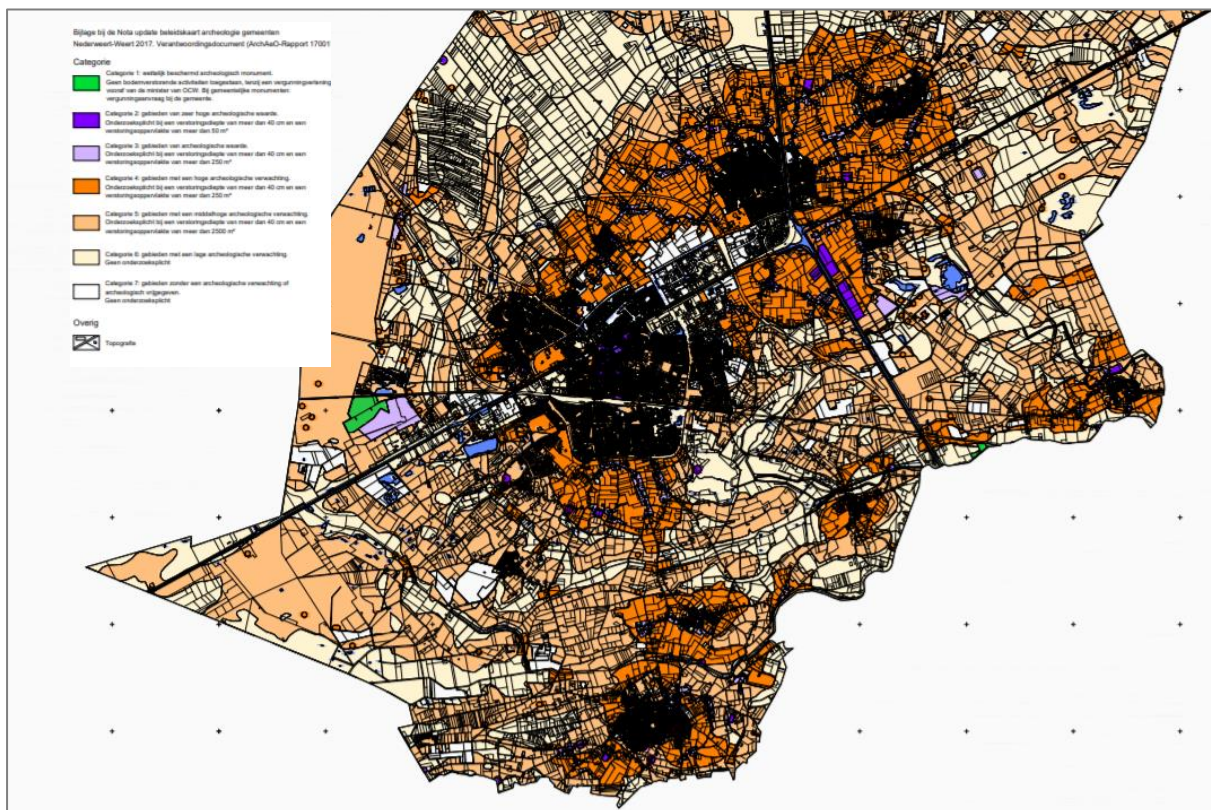 Bijlage bij de Nota update beleidskaart archeologie gemeenten
Nederweert-Weert 2017. Verantwoordingsdocument (ArchAeO-Rapport 17001
Categorie
Categorie 1: wettelijk beschermd archeologisch monument.
Geen bodemverstorende activiteiten toegestaan, tenzij een vergunningverlening
vooraf van de minister van OCW. Bij gemeentelijke monumenten:
vergunningaanvraag bij de gemeente.
Categorie 2: gebieden van zeer hoge archeologische waarde.
Onderzoeksplicht bij een verstoringsdiepte van meer dan 40 cm en een
verstoringsoppervlakte van meer dan 50 m²
Categorie 3: gebieden van archeologische waarde.
Onderzoeksplicht bij een verstoringsdiepte van meer dan 40 cm en een
verstoringsoppervlakte van meer dan 250 m²
Categorie 4: gebieden met een hoge archeologische verwachting.
Onderzoeksplicht bij een verstoringsdiepte van meer dan 40 cm en een
verstoringsoppervlakte van meer dan 250 m²
Categorie 5: gebieden met een middelhoge archeologische verwachting.
Onderzoeksplicht bij een verstoringsdiepte van meer dan 40 cm en een
verstoringsoppervlakte van meer dan 2500 m²
Categorie 6: gebieden met een lage archeologische verwachting.
Geen onderzoeksplicht
Categorie 7: gebieden zonder een archeologische verwachting of
archeologisch vrijgegeven.
Geen onderzoeksplicht
Overig
Topografie